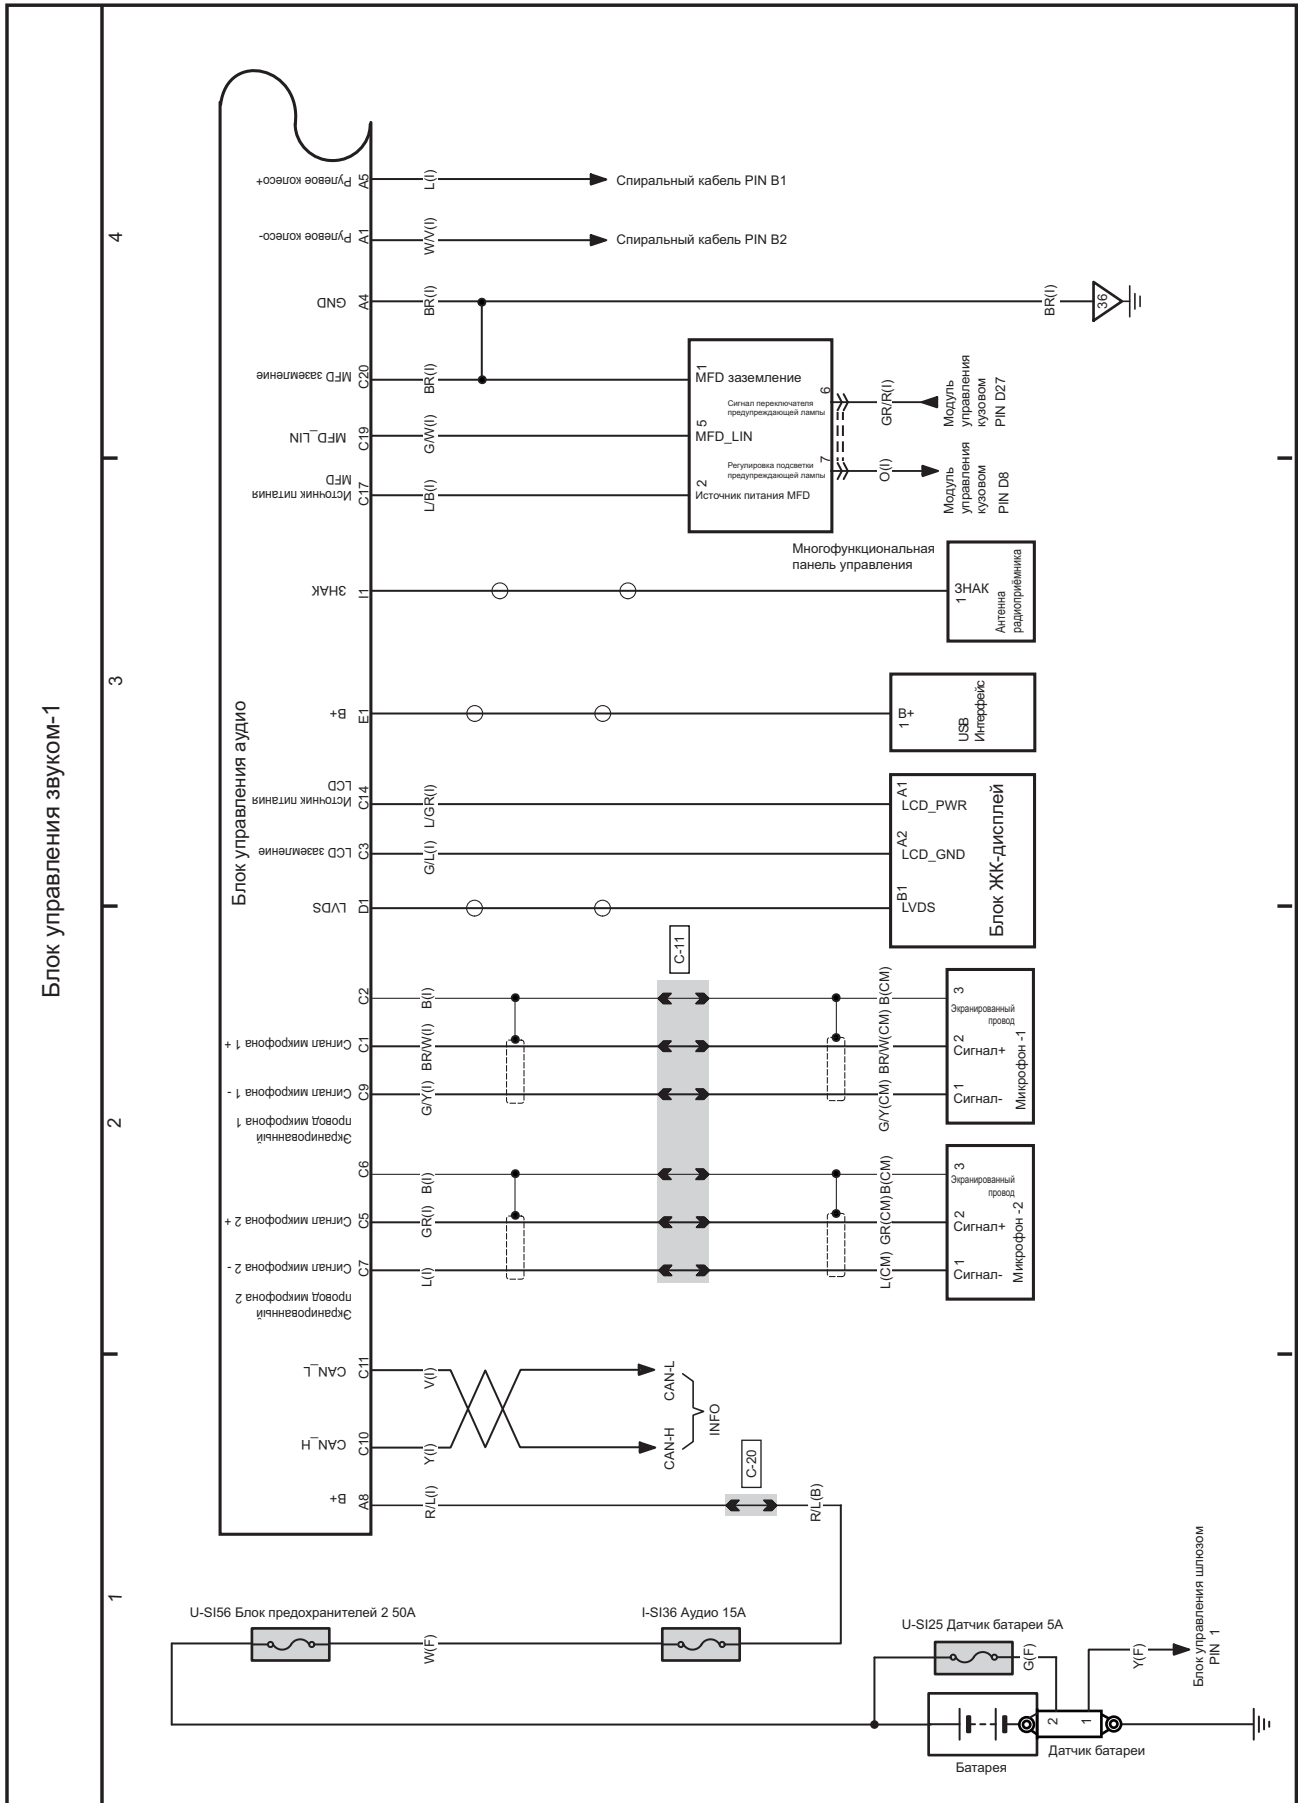 Блок управления звуком-1
4
3
2
1
Блок управления аудио
Рулевое колесо+
A5
L(I)
Спиральный кабель PIN B1
Рулевое колесо-
A1
W/V(I)
Спиральный кабель PIN B2
GND
A4
BR(I)
BR(I)
36
MFD заземление
C20
BR(I)
1
MFD заземление
MFD_LIN
C19
G/W(I)
5
MFD_LIN
Источник питания
MFD
C17
L/B(I)
2
Источник питания MFD
Сигнал переключателя
предупреждающей лампы
6
GR/R(I)
Модуль
управления
кузовом
PIN D27
Регулировка подсветки
предупреждающей лампы
7
O(I)
Модуль
управления
кузовом
PIN D8
Многофункциональная
панель управления
ЗНАК
I1
ЗНАК
1
Антенна
радиоприёмника
B+
E1
B+
1
USB
Интерфейс
Источник питания
LCD
C14
L/GR(I)
A1
LCD_PWR
LCD заземление
C3
G/L(I)
A2
LCD_GND
LVDS
D1
B1
LVDS
Блок ЖК-дисплей
C-11
C2
B(I)
B(CM)
3
Экранированный
провод
Сигнал микрофона 1 +
C1
BR/W(I)
BR/W(CM)
2
Сигнал+
Сигнал микрофона 1 -
C9
G/Y(I)
G/Y(CM)
1
Сигнал-
Микрофон -1
Экранированный
провод микрофона 1
C6
B(I)
B(CM)
3
Экранированный
провод
Сигнал микрофона 2 +
C5
GR(I)
GR(CM)
2
Сигнал+
Сигнал микрофона 2 -
C7
L(I)
L(CM)
1
Сигнал-
Микрофон -2
Экранированный
провод микрофона 2
CAN_L
C11
V(I)
CAN-L
CAN_H
C10
Y(I)
CAN-H
INFO
B+
A8
R/L(I)
C-20
R/L(B)
U-SI56 Блок предохранителей 2 50A
W(F)
I-SI36 Аудио 15A
U-SI25 Датчик батареи 5A
G(F)
Y(F)
Блок управления шлюзом
PIN 1
2
1
Датчик батареи
Батарея